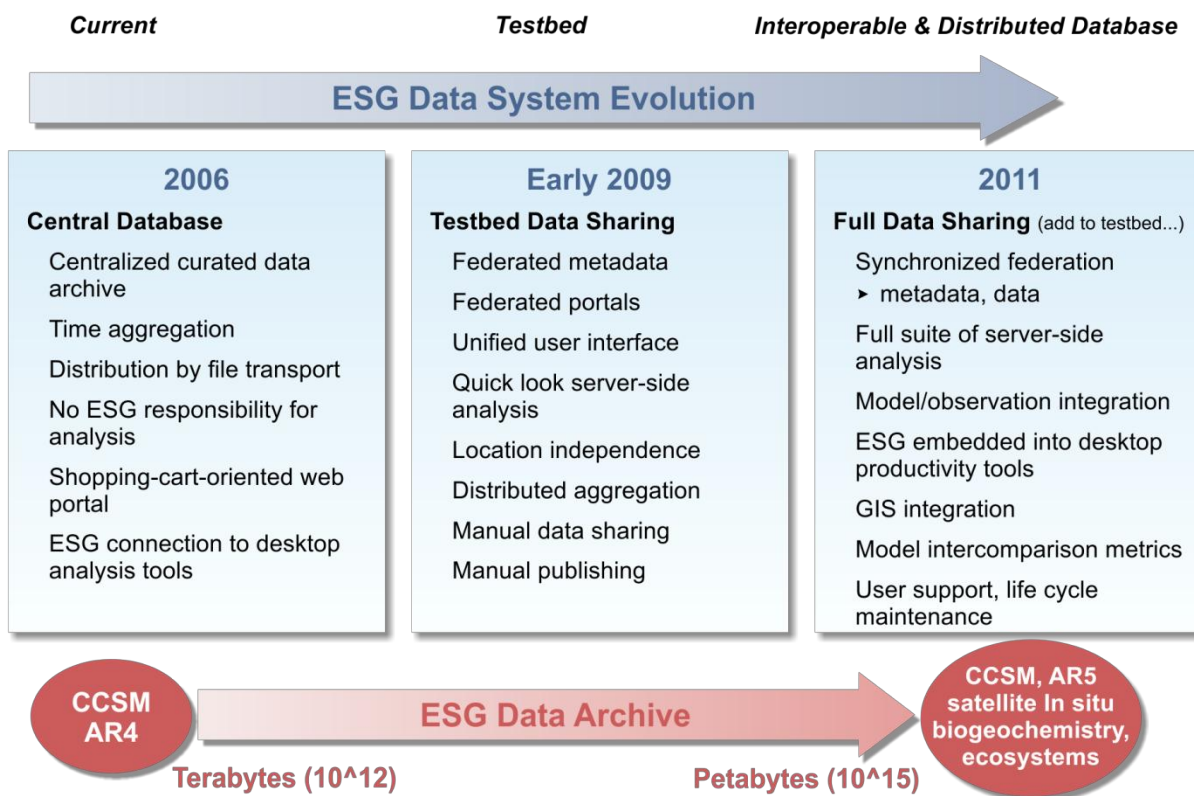 Current
Testbed
Interoperable & Distributed Database
ESG Data System Evolution
2006
Central Database
Centralized curated data
archive
Time aggregation
Distribution by file transport
No ESG responsibility for
analysis
Shopping-cart-oriented web
portal
ESG connection to desktop
analysis tools
Early 2009
Testbed Data Sharing
Federated metadata
Federated portals
Unified user interface
Quick look server-side
analysis
Location independence
Distributed aggregation
Manual data sharing
Manual publishing
2011
Full Data Sharing (add to testbed...)
Synchronized federation
➤ metadata, data
Full suite of server-side
analysis
Model/observation integration
ESG embedded into desktop
productivity tools
GIS integration
Model intercomparison metrics
User support, life cycle
maintenance
CCSM
AR4
ESG Data Archive
Terabytes (10^12)
Petabytes (10^15)
CCSM, AR5
satellite In situ
biogeochemistry,
ecosystems